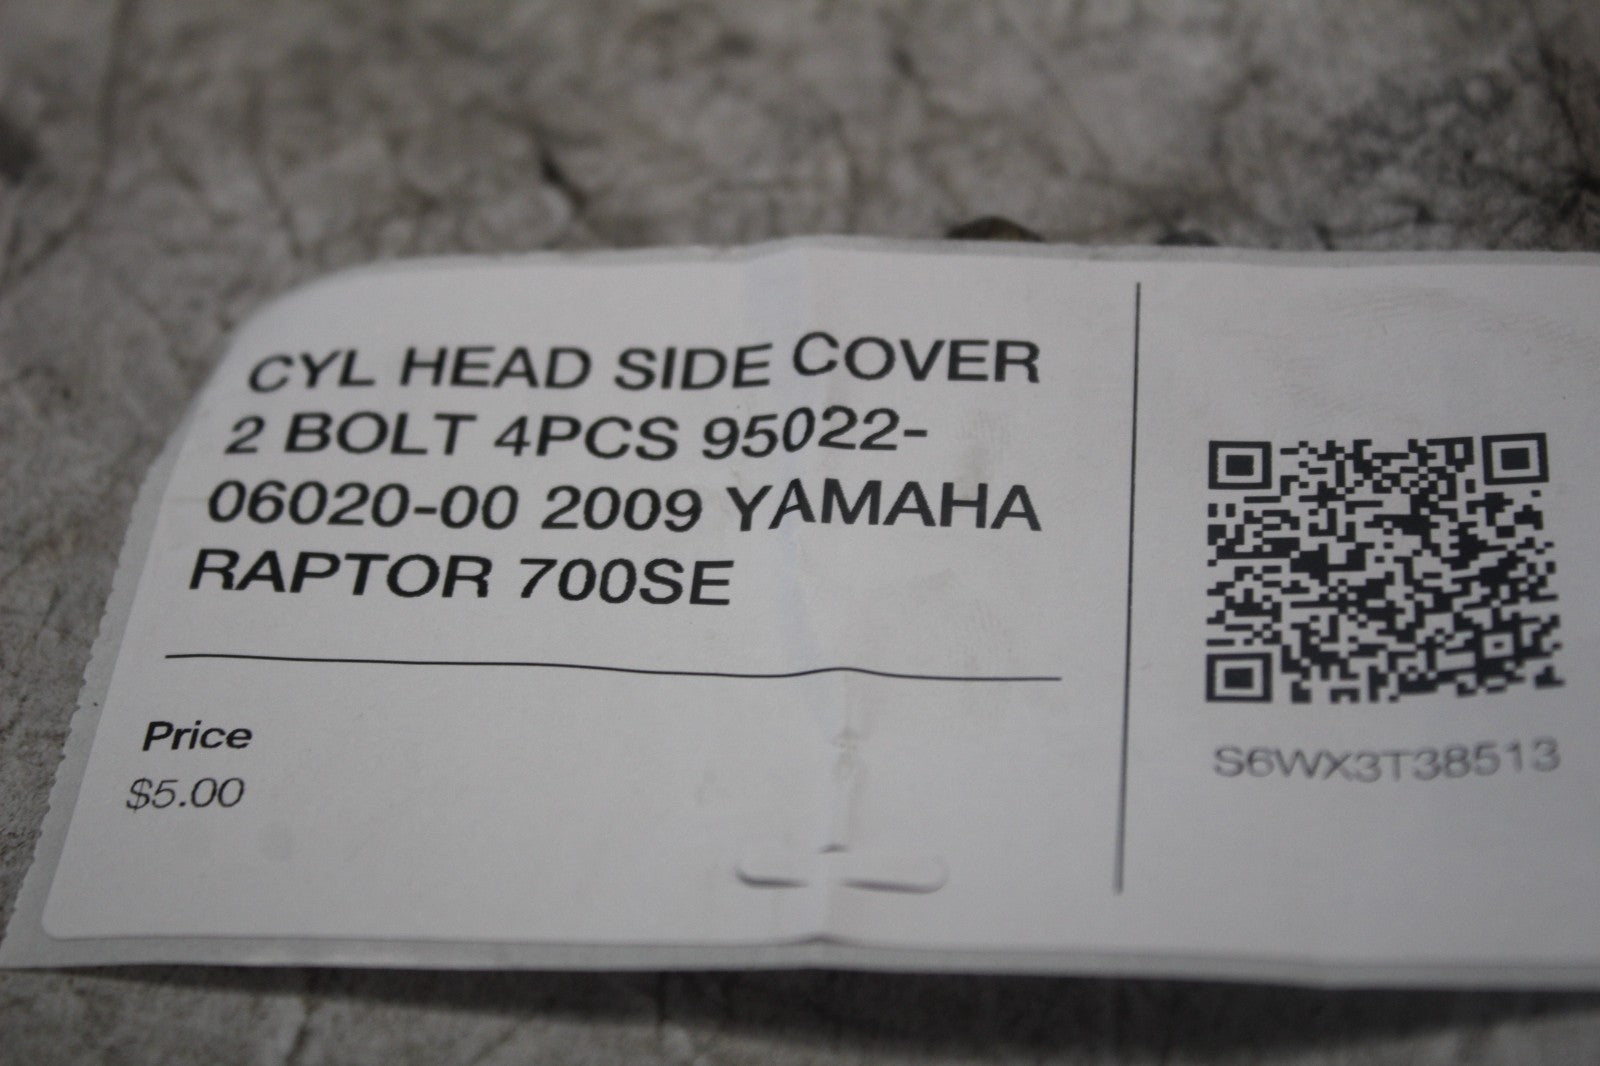 CYL HEAD SIDE COVER
2 BOLT 4PCS 95022-
06020-00 2009 YAMAHA
RAPTOR 700SE
Price
$5.00
S6WX3T38513